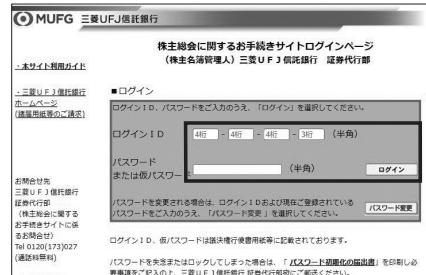 MUFG 三菱UFJ信託銀行
株主総会に関するお手続きサイトログインページ
（株主名簿管理人）三菱ＵＦＪ信託銀行　証券代行部
・本サイト利用ガイド
・三菱ＵＦＪ信託銀行
ホームページ
（諸届用紙等のご請求）
お問合せ先
三菱ＵＦＪ信託銀行
証券代行部
（株主総会に関する
お手続きサイトに係
るお問合せ）
Tel 0120(173)027
(通話料無料)
■ログイン
ログインＩＤ、パスワードをご入力のうえ、「ログイン」を選択してください。
ログインＩＤ 4桁 - 4桁 - 4桁 - 3桁 （半角）
パスワード
または仮パスワー （半角） ログイン
パスワードを変更される場合は、ログインＩＤおよび現在ご登録されている
パスワードをご入力のうえ、「パスワード変更」を選択してください。 パスワード変更
ログインＩＤ、仮パスワードは議決権行使書用紙等に記載されております。
パスワードを失念またはロックしてしまった場合は、「パスワード初期化の届出書」を印刷し必
要事項をご記入の上、三菱ＵＦＪ信託銀行 証券代行部宛にご郵送ください。